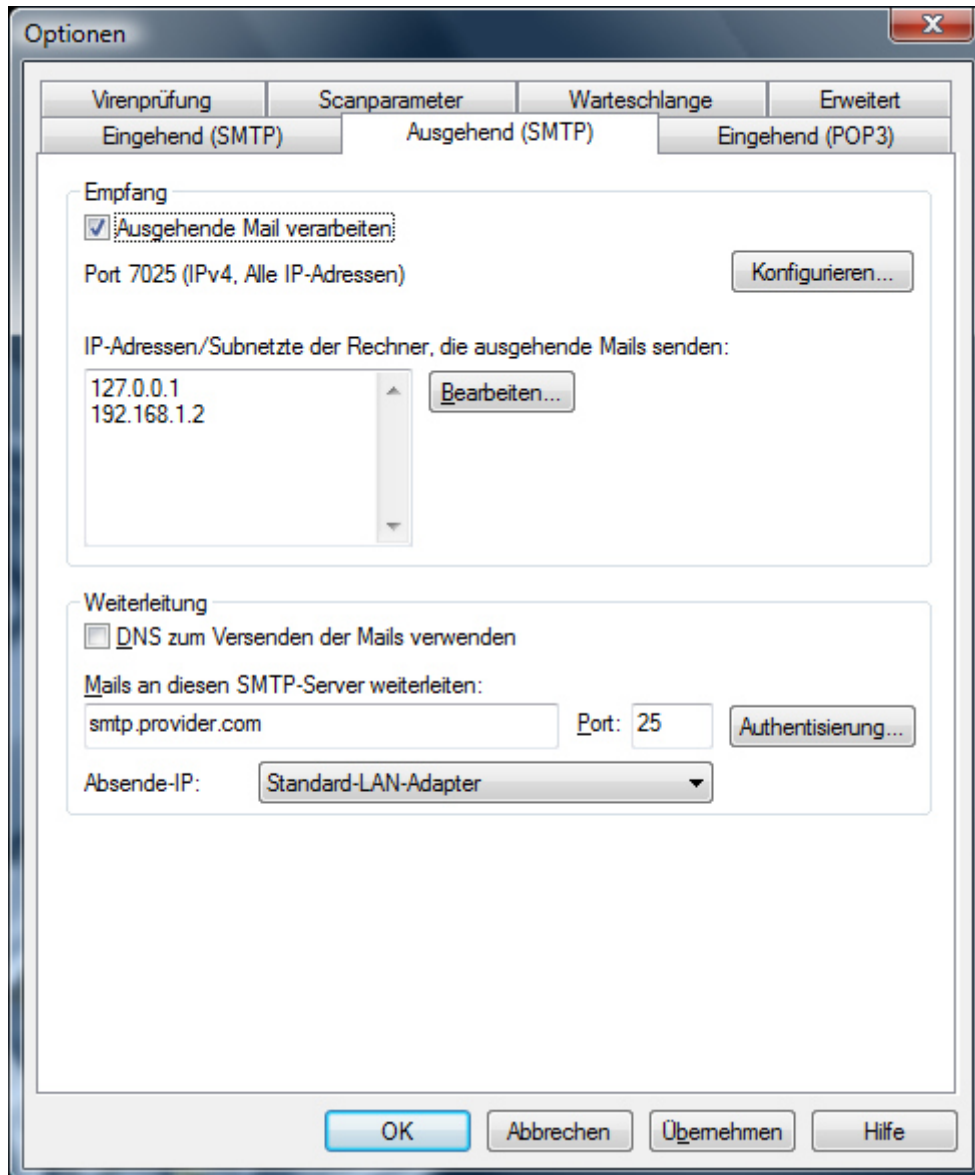 Optionen
Virenprüfung Scanparameter Warteschlange Erweitert
Eingehend (SMTP) Ausgehend (SMTP) Eingehend (POP3)
Empfang
Ausgehende Mail verarbeiten
Port 7025 (IPv4, Alle IP-Adressen) Konfigurieren...
IP-Adressen/Subnetzte der Rechner, die ausgehende Mails senden:
127.0.0.1 Bearbeiten...
192.168.1.2
Weiterleitung
DNS zum Versenden der Mails verwenden
Mails an diesen SMTP-Server weiterleiten:
smtp.provider.com Port: 25 Authentisierung...
Absende-IP: Standard-LAN-Adapter
OK Abbrechen Übernehmen Hilfe